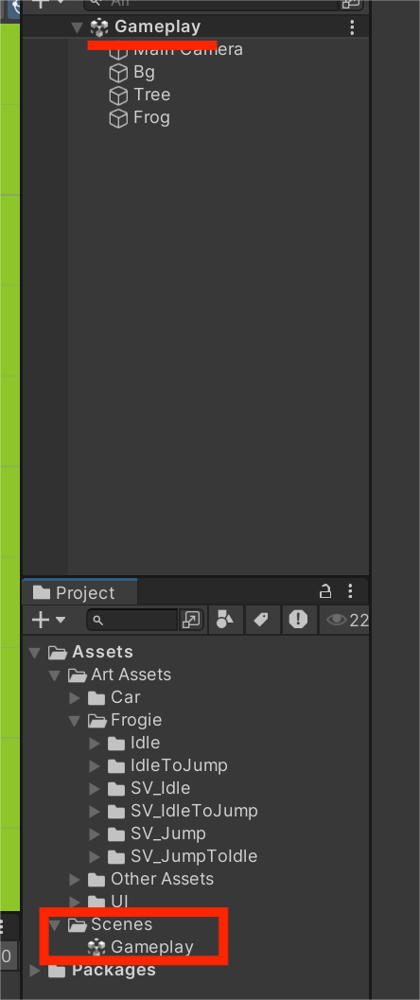 All
Gameplay
Main Camera
Bg
Tree
Frog
Project
22
Assets
Art Assets
Car
Frogie
Idle
IdleToJump
SV_Idle
SV_IdleToJump
SV_Jump
SV_JumpToIdle
Other Assets
UI
Scenes
0
Gameplay
Packages